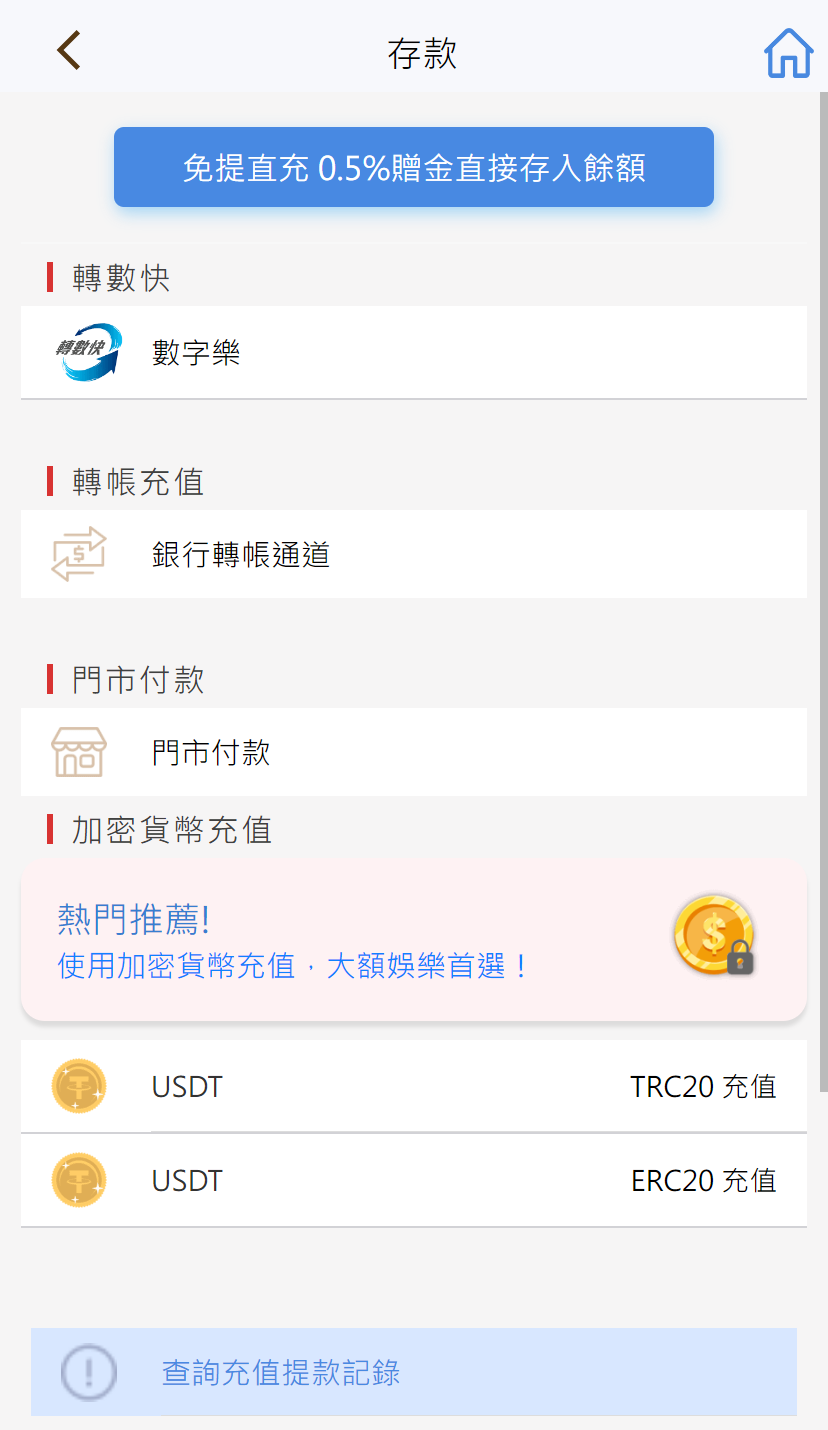 存款
免提直充 0.5%贈金直接存入餘額
轉數快
轉數快
數字樂
轉帳充值
$
銀行轉帳通道
門市付款
門市付款
加密貨幣充值
熱門推薦!
$
使用加密貨幣充值，大額娛樂首選！
USDT TRC20 充值
USDT ERC20 充值
查詢充值提款記錄